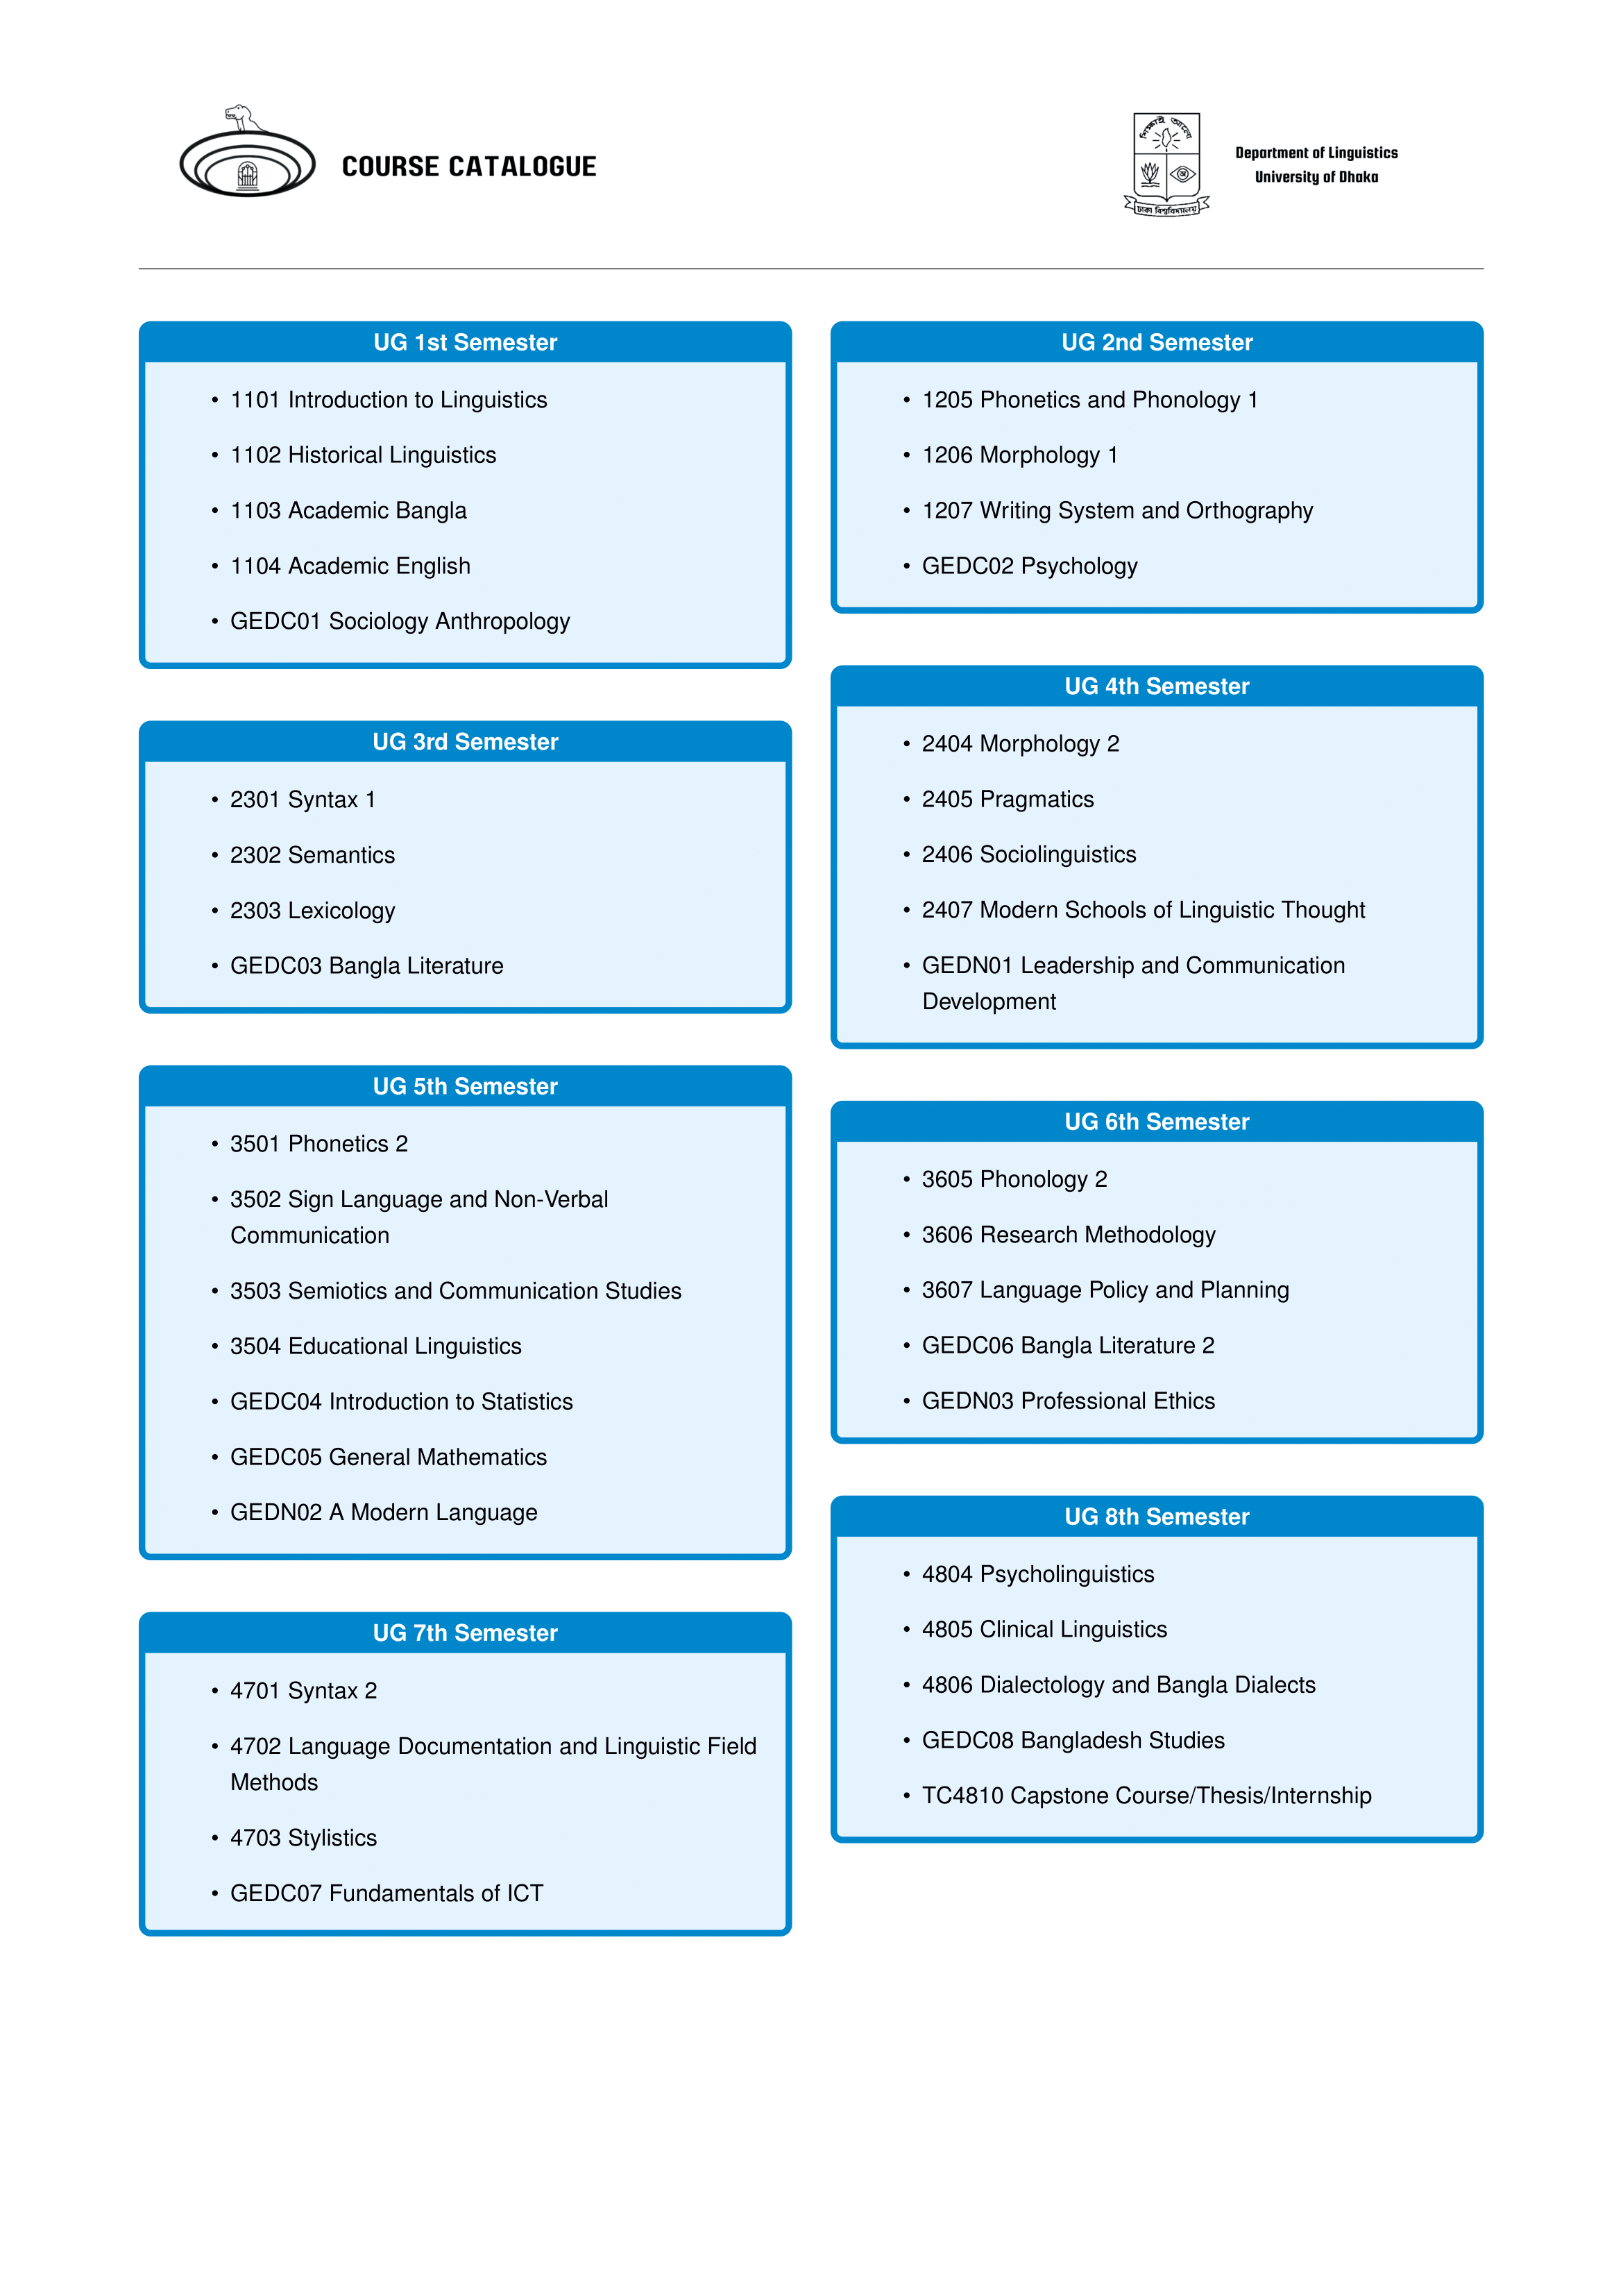 COURSE CATALOGUE
শিক্ষাই আলো
ঢাকা বিশ্ববিদ্যালয়
Department of Linguistics
University of Dhaka
UG 1st Semester
• 1101 Introduction to Linguistics
• 1102 Historical Linguistics
• 1103 Academic Bangla
• 1104 Academic English
• GEDC01 Sociology Anthropology
UG 2nd Semester
• 1205 Phonetics and Phonology 1
• 1206 Morphology 1
• 1207 Writing System and Orthography
• GEDC02 Psychology
UG 3rd Semester
• 2301 Syntax 1
• 2302 Semantics
• 2303 Lexicology
• GEDC03 Bangla Literature
UG 4th Semester
• 2404 Morphology 2
• 2405 Pragmatics
• 2406 Sociolinguistics
• 2407 Modern Schools of Linguistic Thought
• GEDN01 Leadership and Communication
Development
UG 5th Semester
• 3501 Phonetics 2
• 3502 Sign Language and Non-Verbal
Communication
• 3503 Semiotics and Communication Studies
• 3504 Educational Linguistics
• GEDC04 Introduction to Statistics
• GEDC05 General Mathematics
• GEDN02 A Modern Language
UG 6th Semester
• 3605 Phonology 2
• 3606 Research Methodology
• 3607 Language Policy and Planning
• GEDC06 Bangla Literature 2
• GEDN03 Professional Ethics
UG 7th Semester
• 4701 Syntax 2
• 4702 Language Documentation and Linguistic Field
Methods
• 4703 Stylistics
• GEDC07 Fundamentals of ICT
UG 8th Semester
• 4804 Psycholinguistics
• 4805 Clinical Linguistics
• 4806 Dialectology and Bangla Dialects
• GEDC08 Bangladesh Studies
• TC4810 Capstone Course/Thesis/Internship